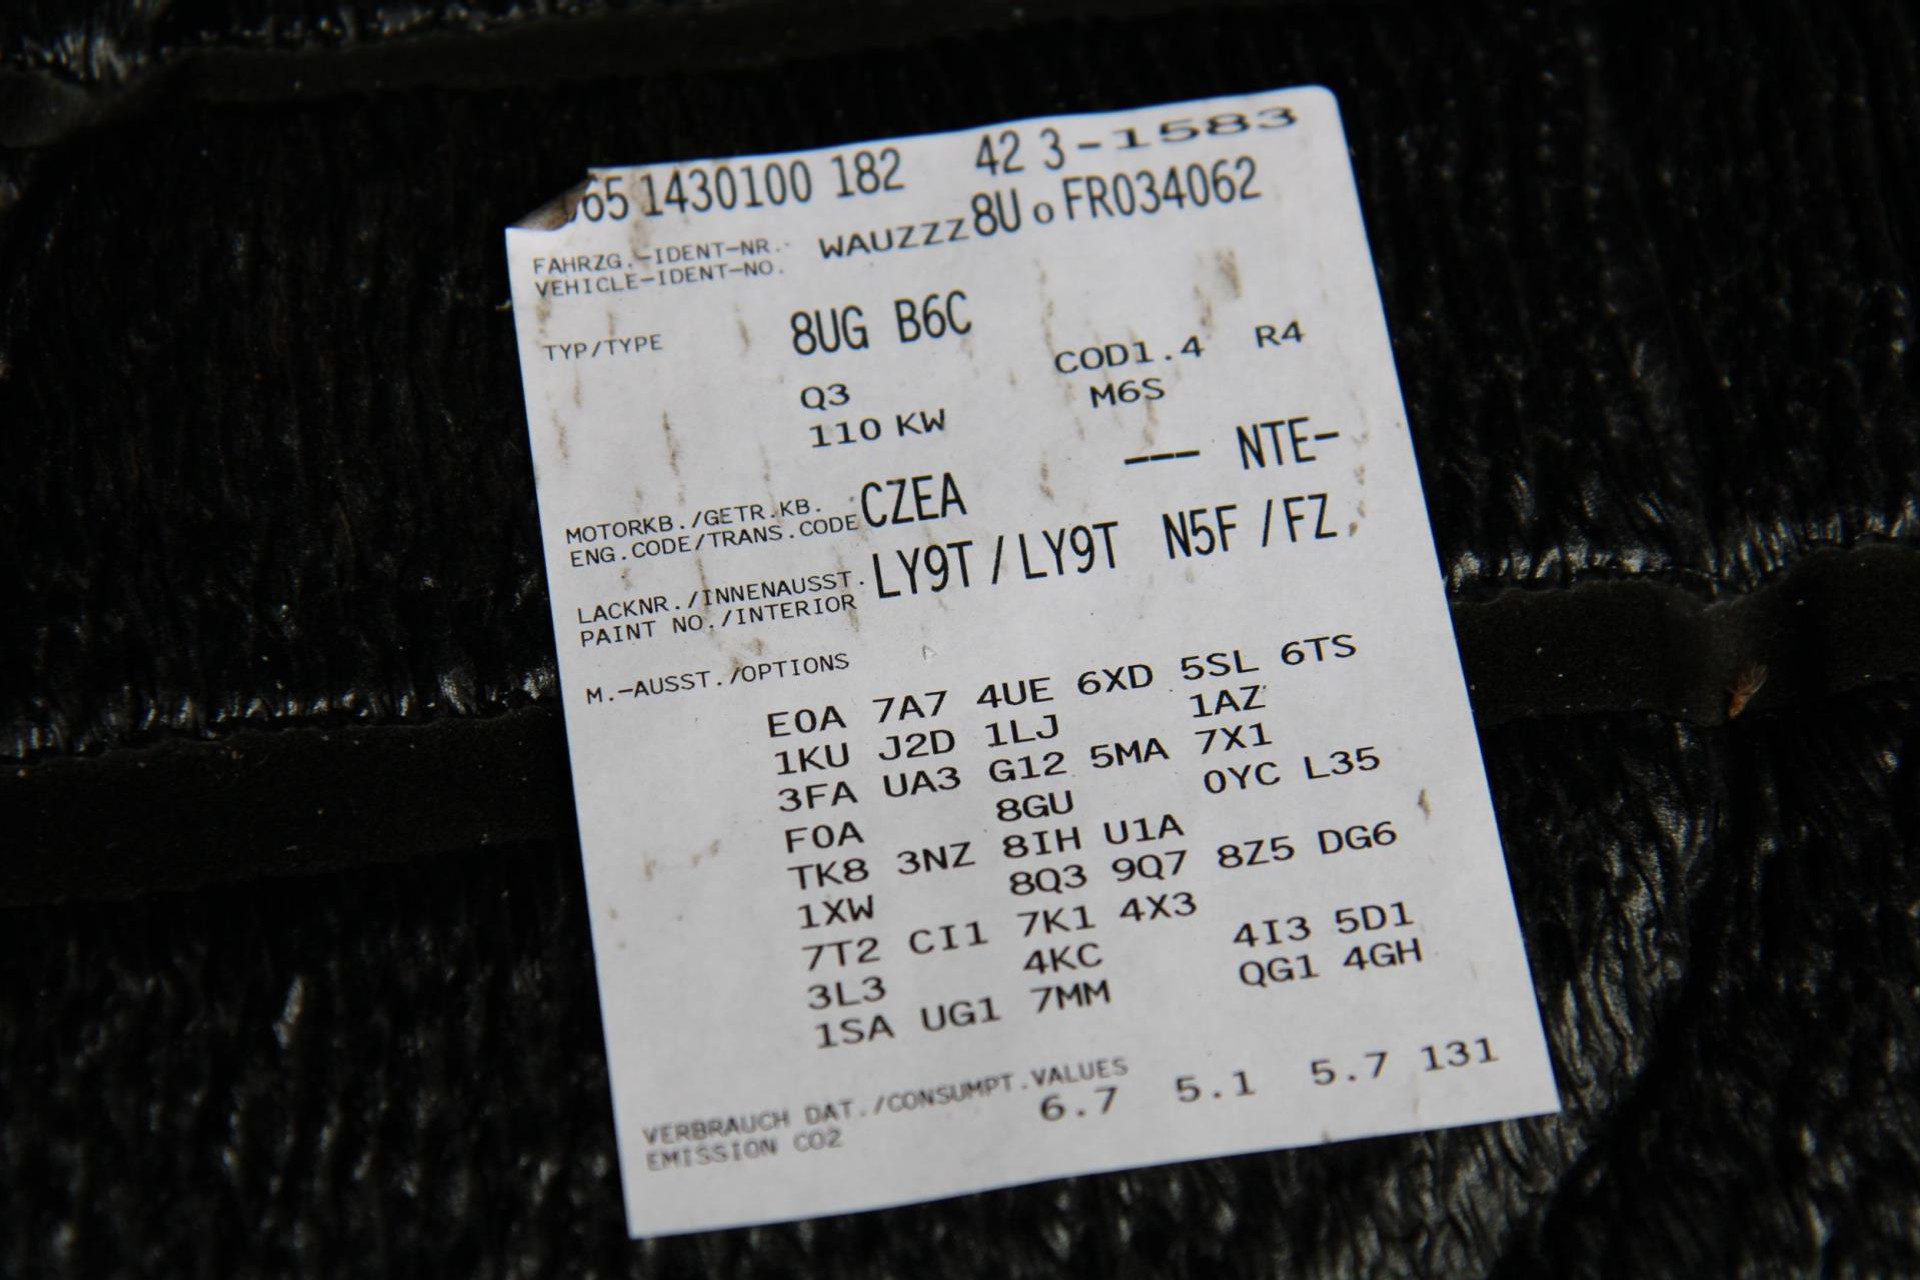 65 1430100 182 42 3-1583
FAHRZG.-IDENT-NR. WAUZZZ8U0FR034062
VEHICLE-IDENT-NO.
TYP/TYPE 8UG B6C
Q3 COD1.4 R4
110 KW M6S
MOTORKB./GETR.KB. CZEA --- NTE-
ENG.CODE/TRANS.CODE
LACKNR./INNENAUSST. LY9T / LY9T N5F / FZ
PAINT NO./INTERIOR
M.-AUSST./OPTIONS
E0A 7A7 4UE 6XD 5SL 6TS
1KU J2D 1LJ 1AZ
3FA UA3 G12 5MA 7X1
F0A 8GU 0YC L35
TK8 3NZ 8IH U1A
1XW 8Q3 9Q7 8Z5 DG6
7T2 CI1 7K1 4X3
3L3 4KC 4I3 5D1
1SA UG1 7MM QG1 4GH
VERBRAUCH DAT./CONSUMPT.VALUES
EMISSION CO2 6.7 5.1 5.7 131